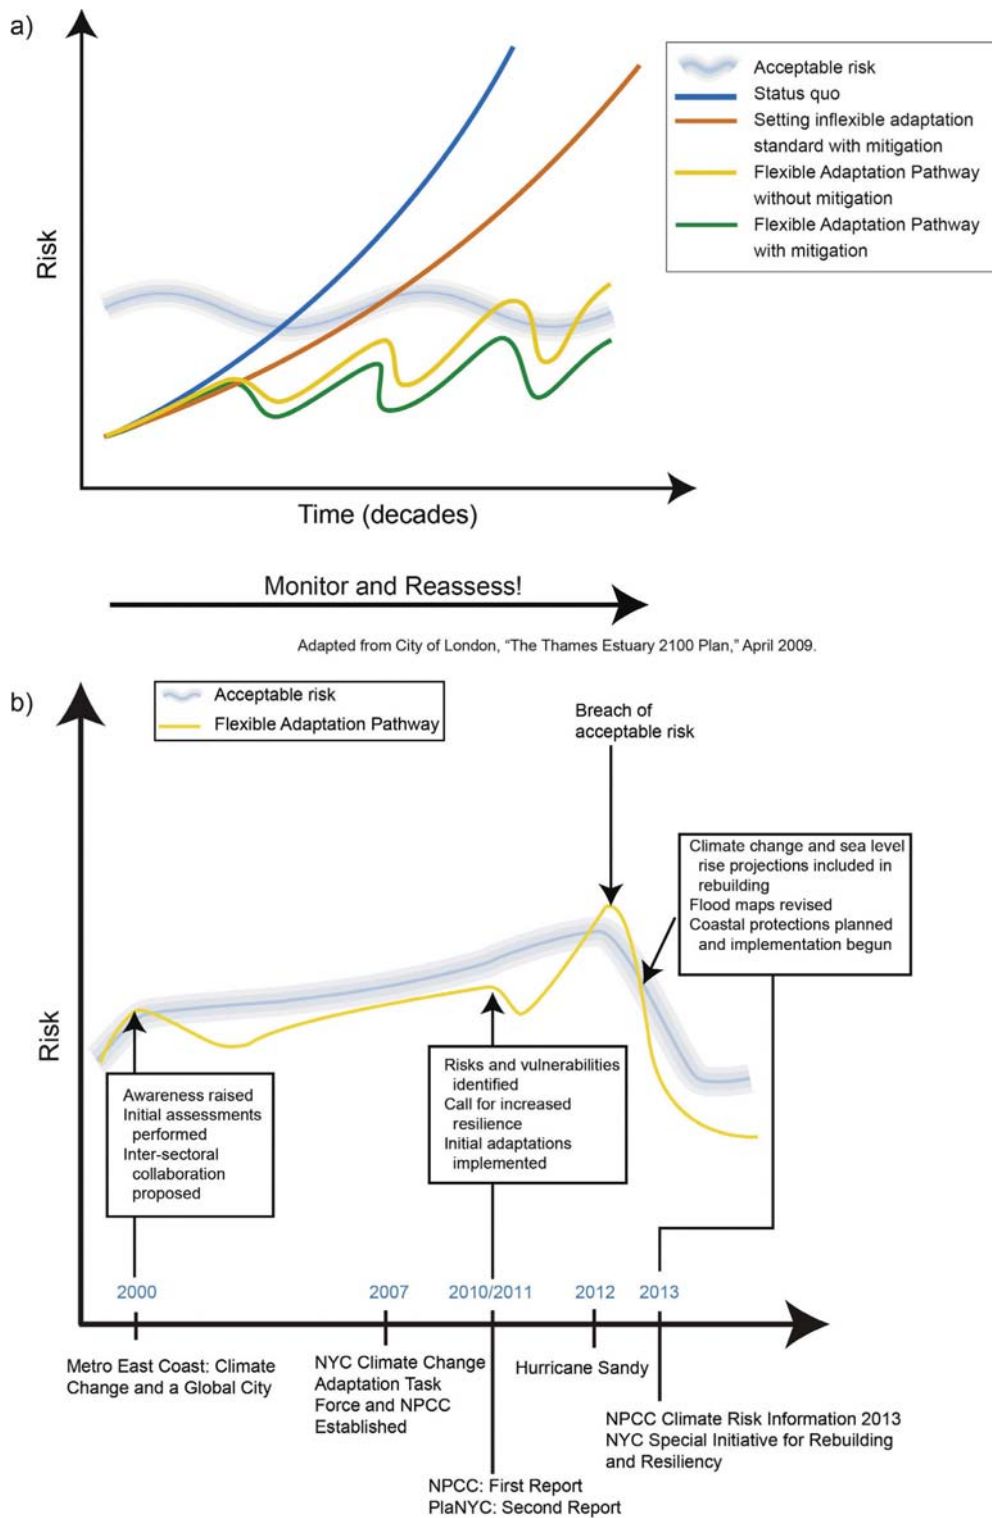 a)
Acceptable risk
Status quo
Setting inflexible adaptation
standard with mitigation
Flexible Adaptation Pathway
without mitigation
Flexible Adaptation Pathway
with mitigation
Risk
Time (decades)
Monitor and Reassess!
Adapted from City of London, “The Thames Estuary 2100 Plan,” April 2009.
b)
Acceptable risk
Flexible Adaptation Pathway
Breach of
acceptable risk
Climate change and sea level
rise projections included in
rebuilding
Flood maps revised
Coastal protections planned
and implementation begun
Risk
Awareness raised
Initial assessments
performed
Inter-sectoral
collaboration
proposed
Risks and vulnerabilities
identified
Call for increased
resilience
Initial adaptations
implemented
2000
2007
2010/2011
2012
2013
Metro East Coast: Climate
Change and a Global City
NYC Climate Change
Adaptation Task
Force and NPCC
Established
Hurricane Sandy
NPCC Climate Risk Information 2013
NYC Special Initiative for Rebuilding
and Resiliency
NPCC: First Report
PlaNYC: Second Report